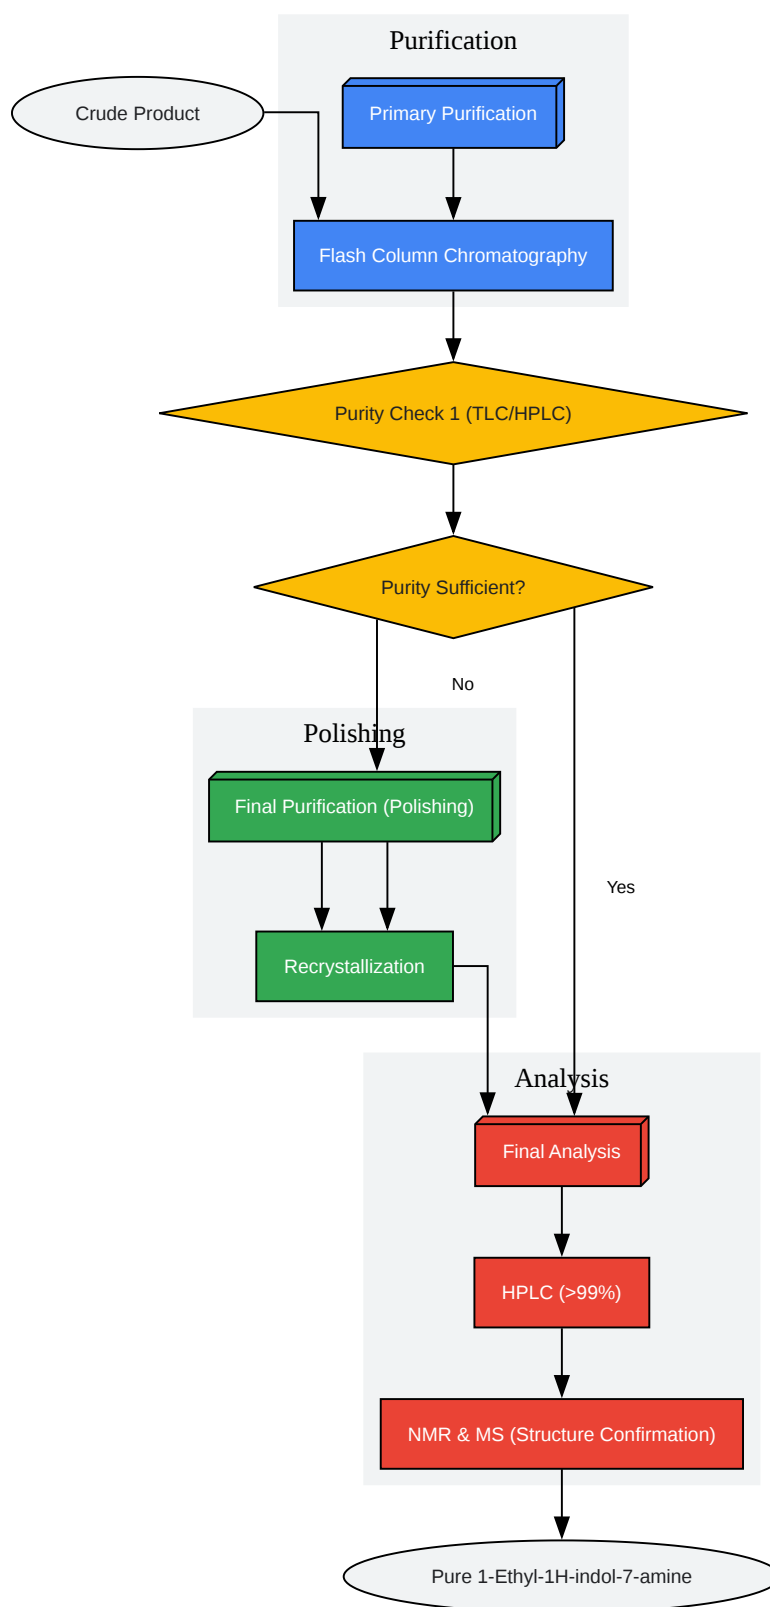 Purification
Crude Product
Primary Purification
Flash Column Chromatography
Purity Check 1 (TLC/HPLC)
Purity Sufficient?
No
Polishing
Final Purification (Polishing)
Yes
Recrystallization
Analysis
Final Analysis
HPLC (>99%)
NMR & MS (Structure Confirmation)
Pure 1-Ethyl-1H-indol-7-amine